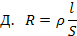 Д. R = ρ l/S